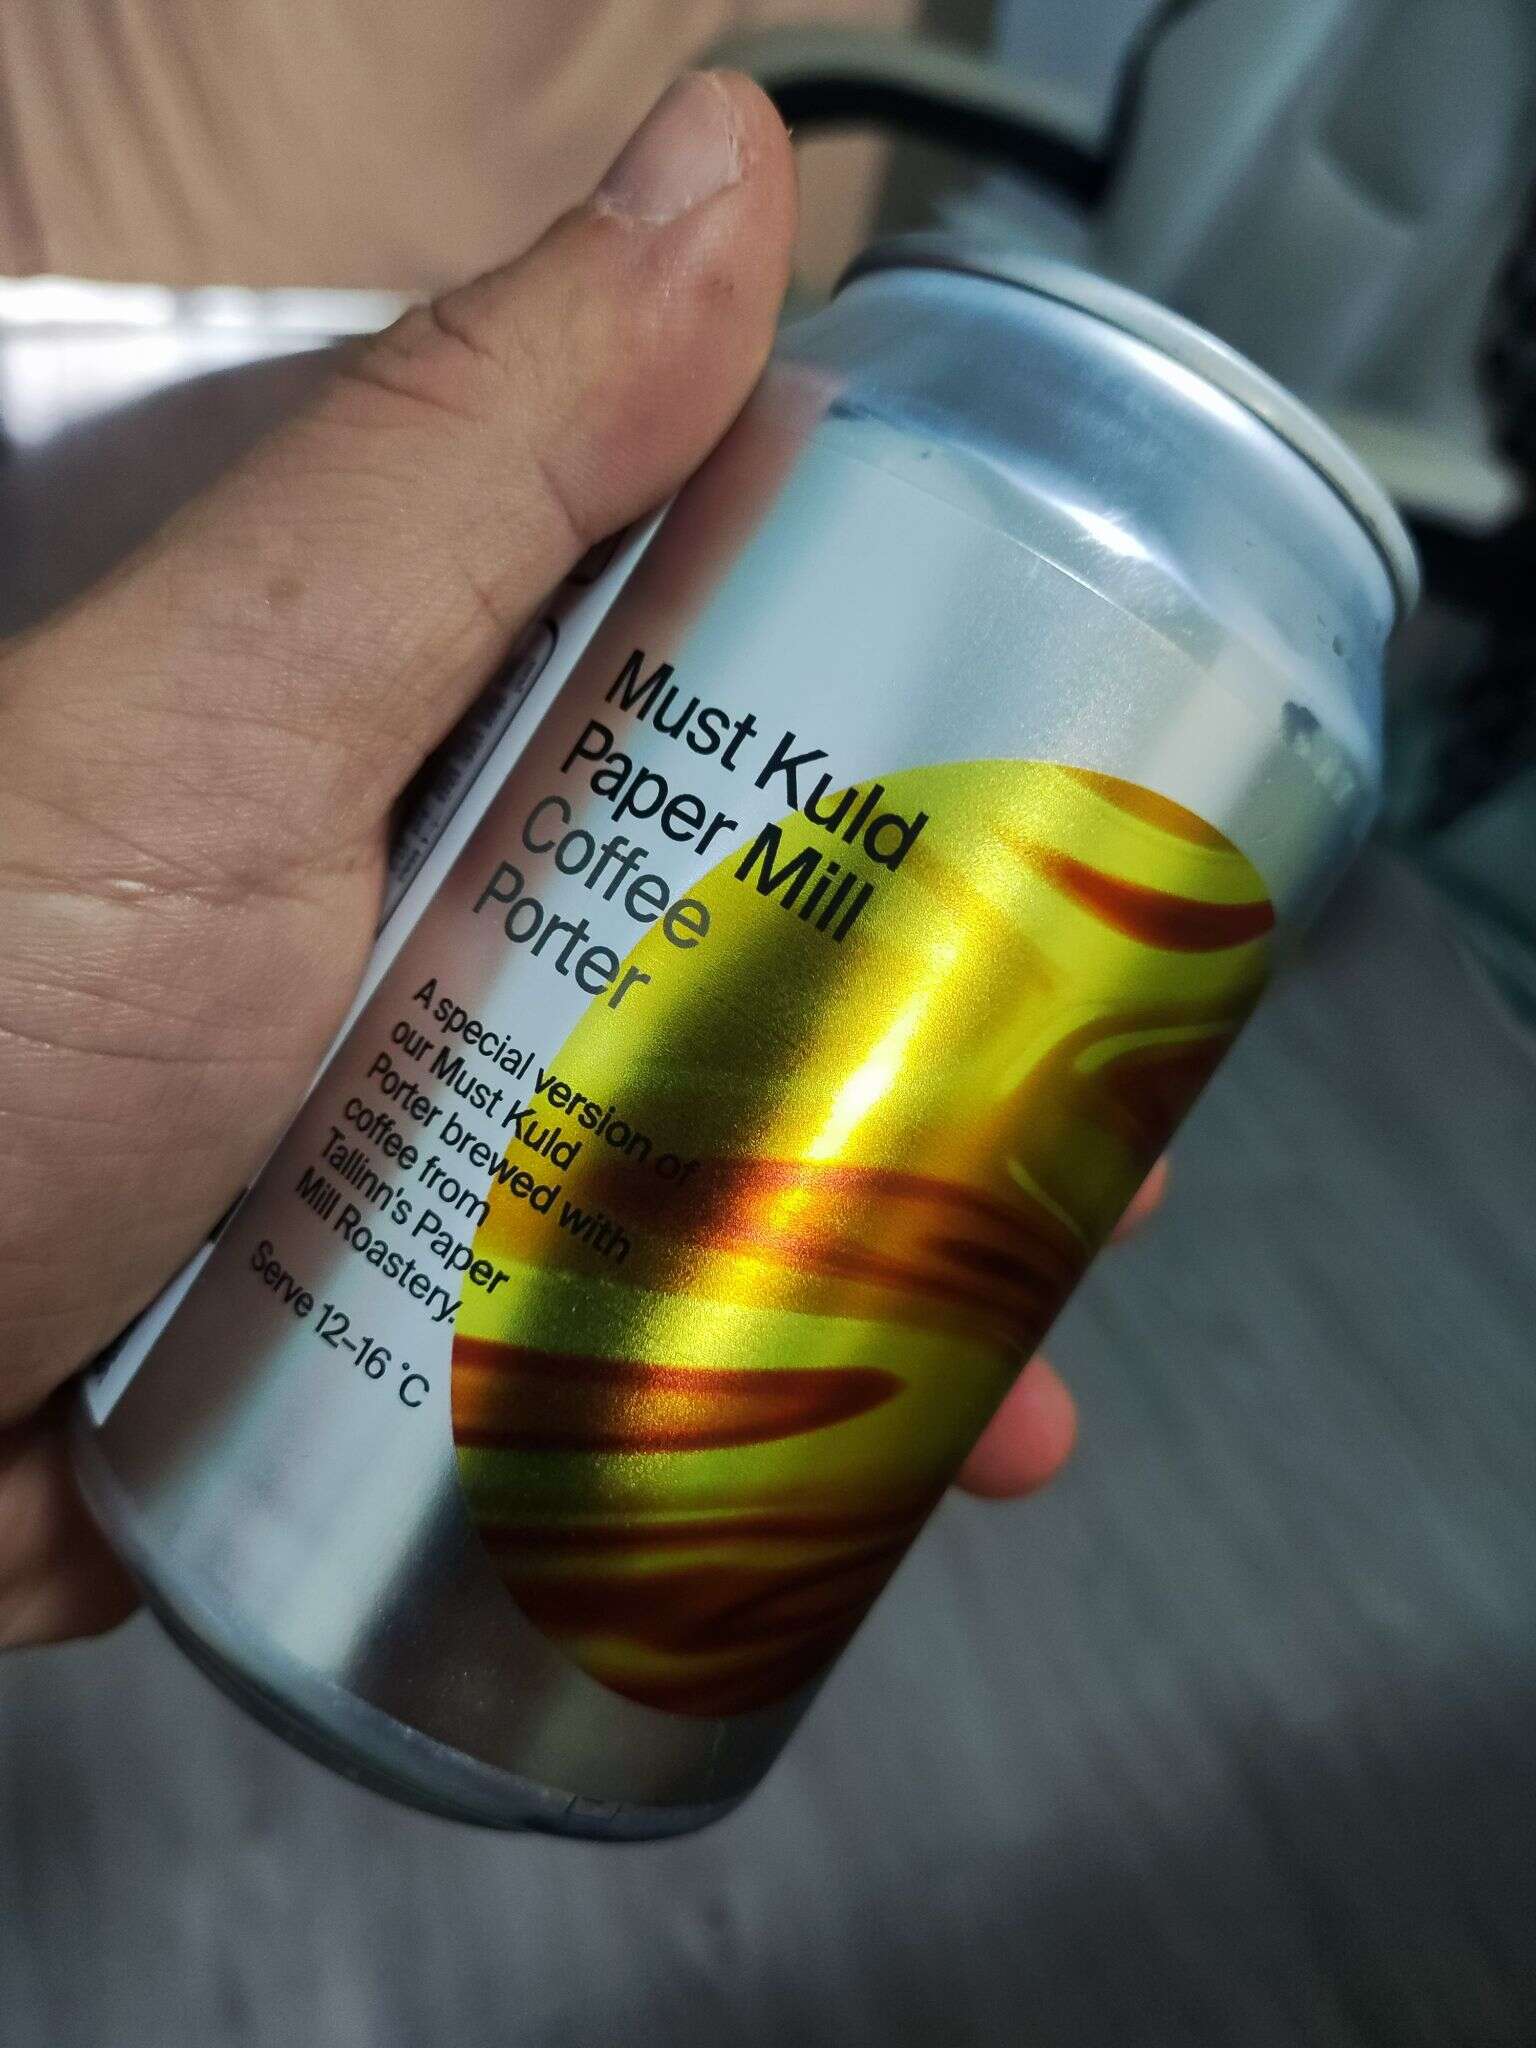 Must Kuld
Paper Mill
Coffee
Porter
A special version of
our Must Kuld
Porter brewed with
coffee from
Tallinn's Paper
Mill Roastery.
Serve 12–16 °C